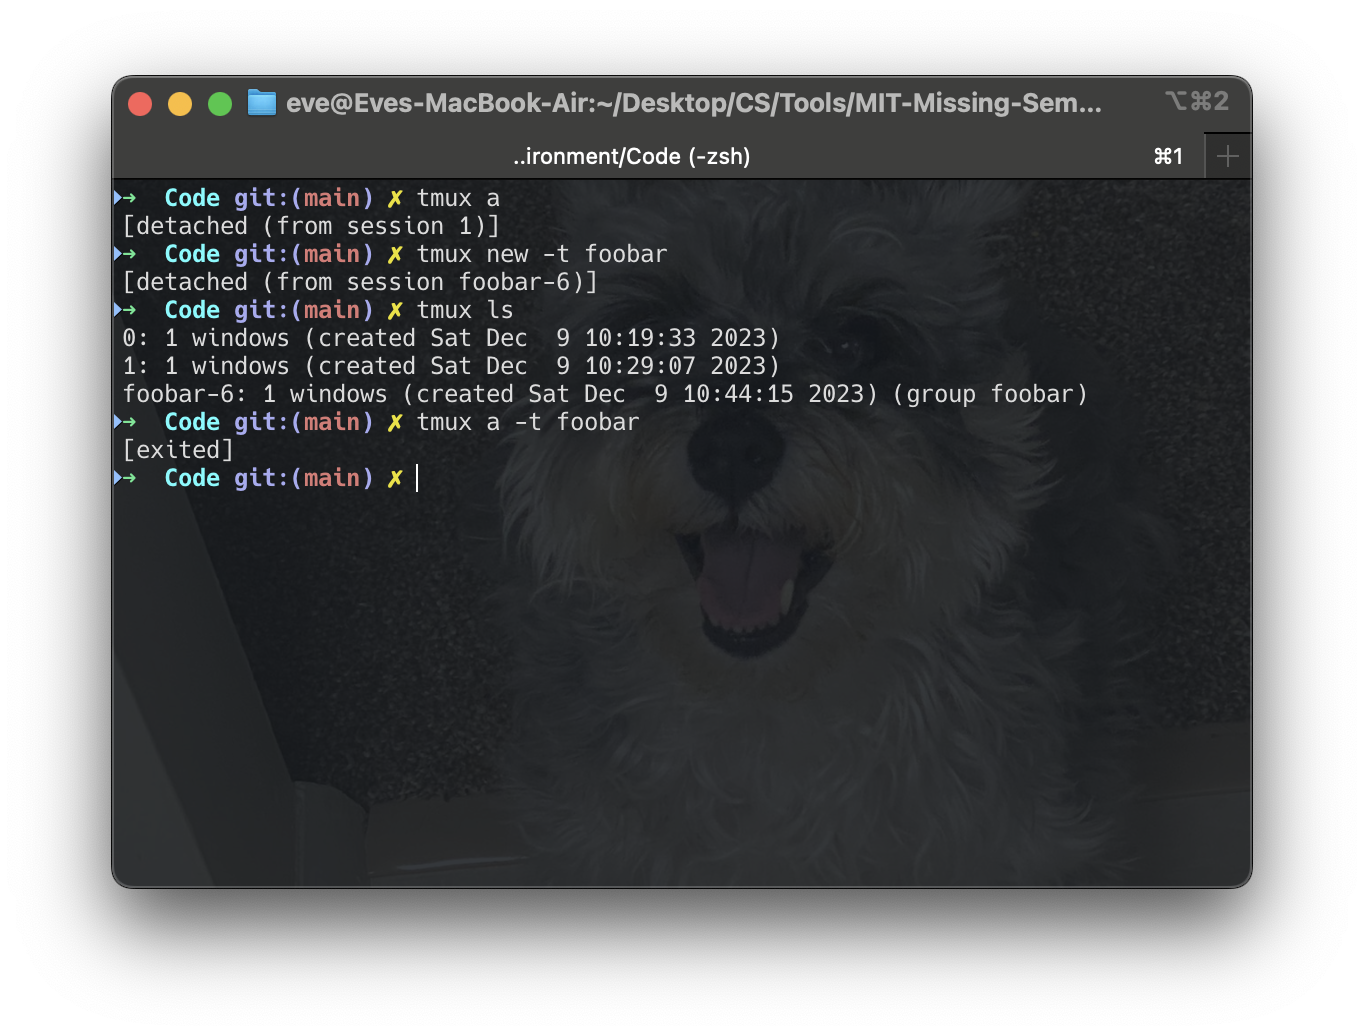 eve@Eves-MacBook-Air:~/Desktop/CS/Tools/MIT-Missing-Sem... ⌥⌘2
..ironment/Code (-zsh) ⌘1
→ Code git:(main) ✗ tmux a
[detached (from session 1)]
→ Code git:(main) ✗ tmux new -t foobar
[detached (from session foobar-6)]
→ Code git:(main) ✗ tmux ls
0: 1 windows (created Sat Dec  9 10:19:33 2023)
1: 1 windows (created Sat Dec  9 10:29:07 2023)
foobar-6: 1 windows (created Sat Dec  9 10:44:15 2023) (group foobar)
→ Code git:(main) ✗ tmux a -t foobar
[exited]
→ Code git:(main) ✗